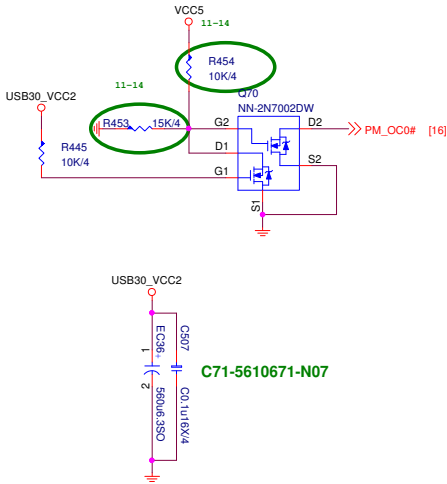 VCC5
11-14
R454
10K/4
11-14
Q70
NN-2N7002DW
USB30_VCC2
R453
15K/4
G2
D2
PM_OC0#
[16]
R445
10K/4
D1
S2
G1
S1
USB30_VCC2
EC36
+
1
2
560u6.3SO
C507
C0.1u16X/4
C71-5610671-N07